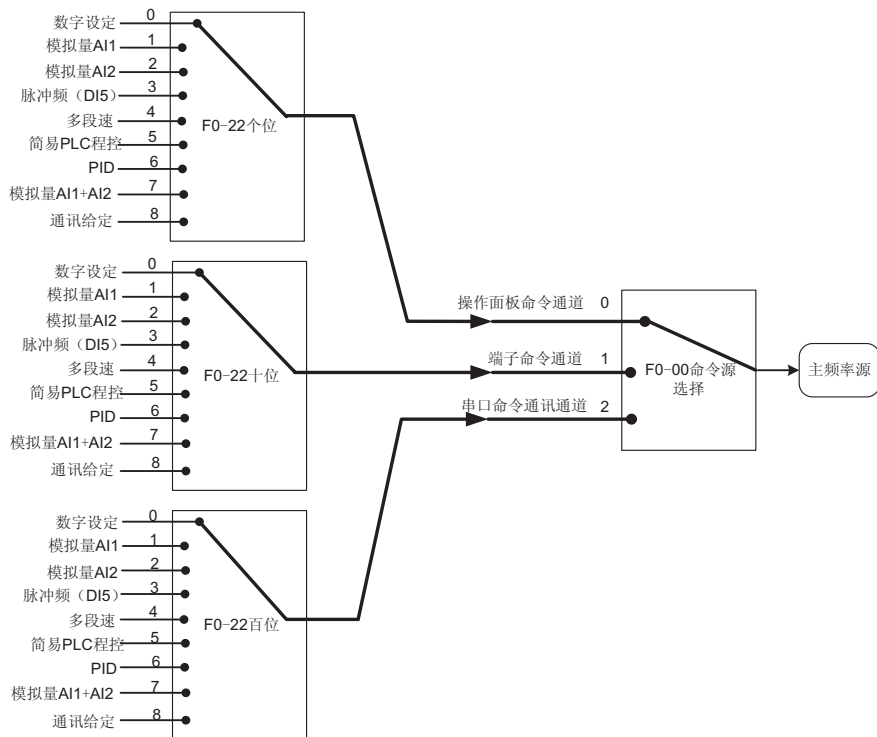 数字设定 0
模拟量AI1 1
模拟量AI2 2
脉冲频（DI5） 3
多段速 4
简易PLC程控 5
PID 6
模拟量AI1+AI2 7
通讯给定 8
F0-22个位
数字设定 0
模拟量AI1 1
模拟量AI2 2
脉冲频（DI5） 3
多段速 4
简易PLC程控 5
PID 6
模拟量AI1+AI2 7
通讯给定 8
F0-22十位
数字设定 0
模拟量AI1 1
模拟量AI2 2
脉冲频（DI5） 3
多段速 4
简易PLC程控 5
PID 6
模拟量AI1+AI2 7
通讯给定 8
F0-22百位
操作面板命令通道 0
端子命令通道 1
串口命令通讯通道 2
F0-00命令源
选择
主频率源